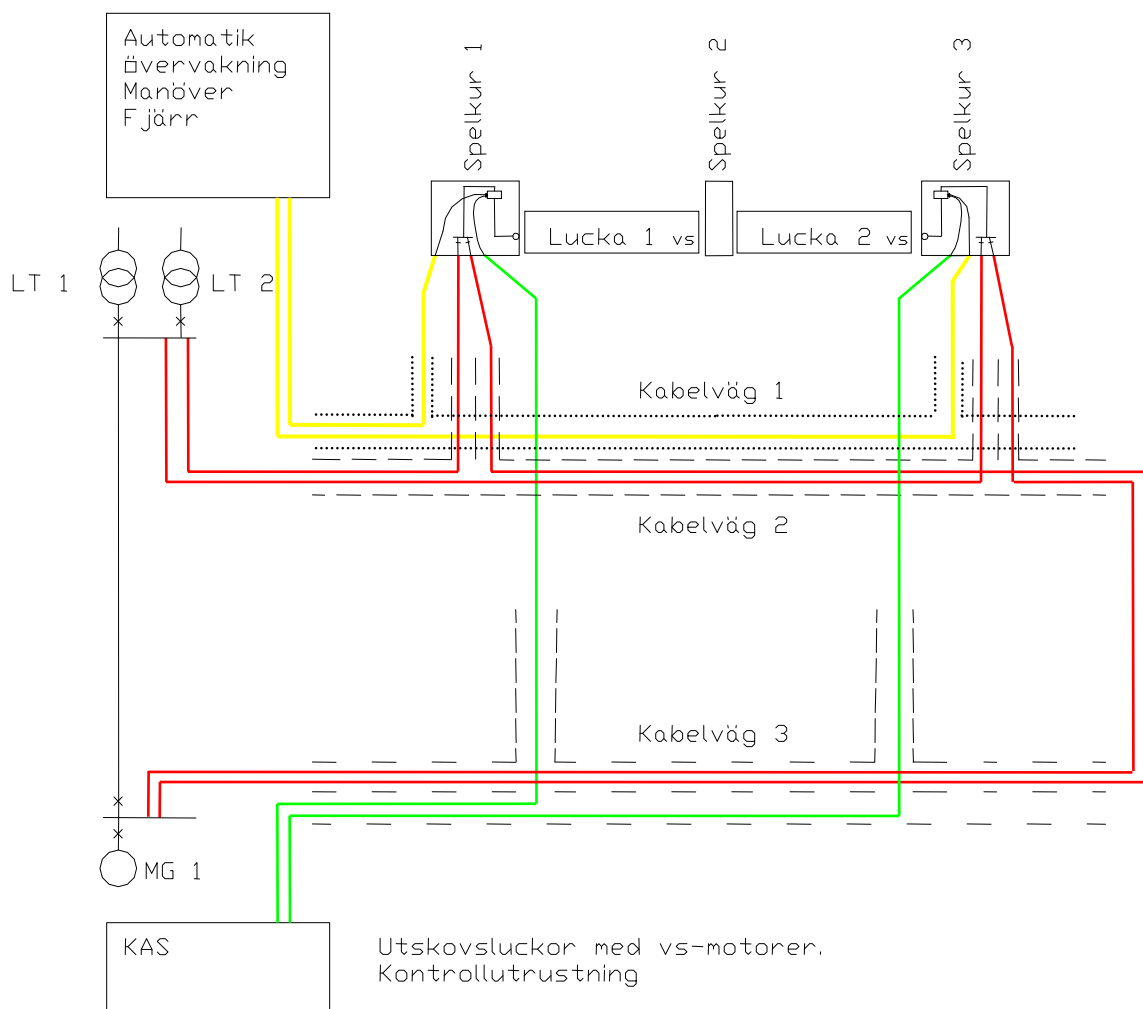 Automatik
övervakning
Manöver
Fjärr
Spelkur 1
Spelkur 2
Spelkur 3
Lucka 1 vs
Lucka 2 vs
LT 1
LT 2
Kabelväg 1
Kabelväg 2
Kabelväg 3
MG 1
KAS
Utskovsluckor med vs-motorer.
Kontrollutrustning